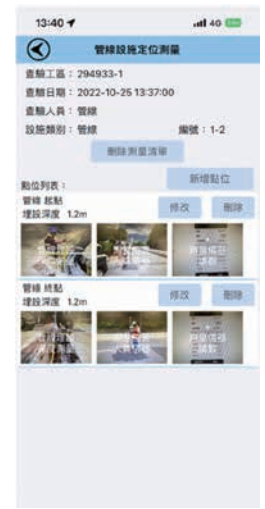 13:40
4G
管線設施定位測量
查驗工區：294933-1
查驗日期：2022-10-25 13:37:00
查驗人員：管線
設施類別：管線 編號：1-2
刪除測量清單
新增點位
點位列表：
管線 起點
修改 刪除
埋設深度 1.2m
管線 終點
修改 刪除
埋設深度 1.2m